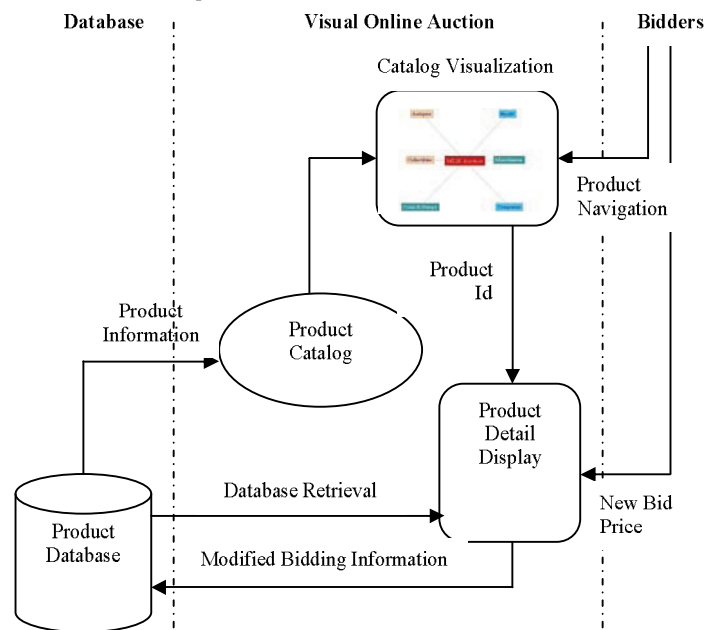 Database
Visual Online Auction
Bidders
Catalog Visualization
Product
Navigation
Product
Id
Product
Information
Product
Catalog
Product
Detail
Display
Database Retrieval
New Bid
Price
Product
Database
Modified Bidding Information